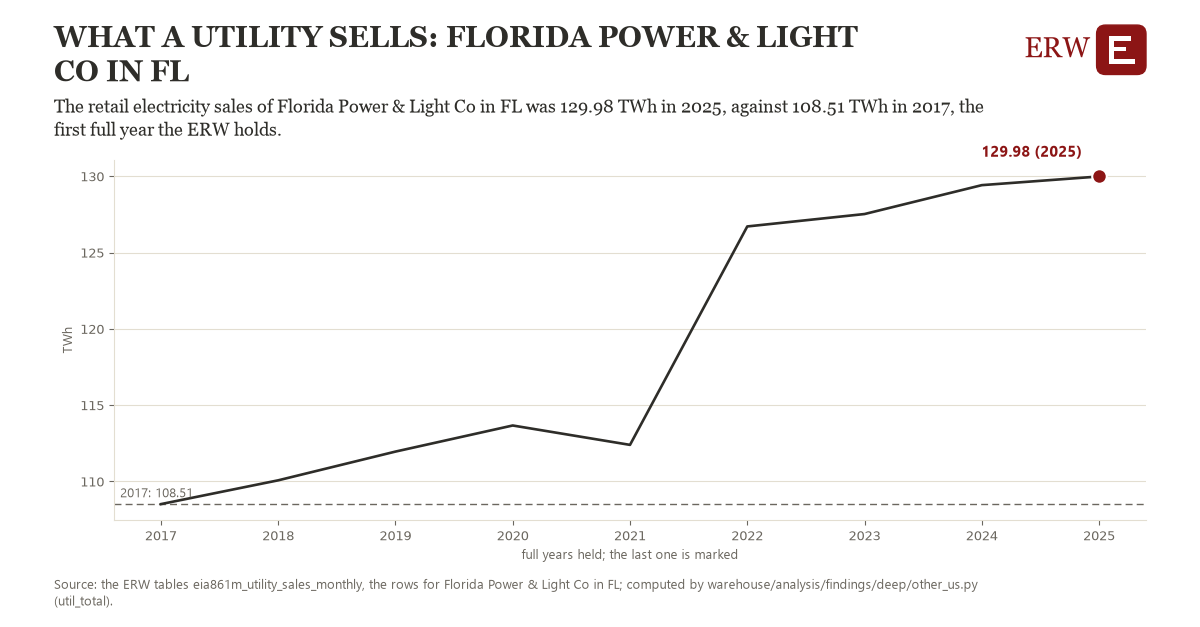 WHAT A UTILITY SELLS: FLORIDA POWER & LIGHT
CO IN FL
ERW E
The retail electricity sales of Florida Power & Light Co in FL was 129.98 TWh in 2025, against 108.51 TWh in 2017, the
first full year the ERW holds.
129.98 (2025)
130
125
120
115
110
TWh
2017: 108.51
2017 2018 2019 2020 2021 2022 2023 2024 2025
full years held; the last one is marked
Source: the ERW tables eia861m_utility_sales_monthly, the rows for Florida Power & Light Co in FL; computed by warehouse/analysis/findings/deep/other_us.py
(util_total).